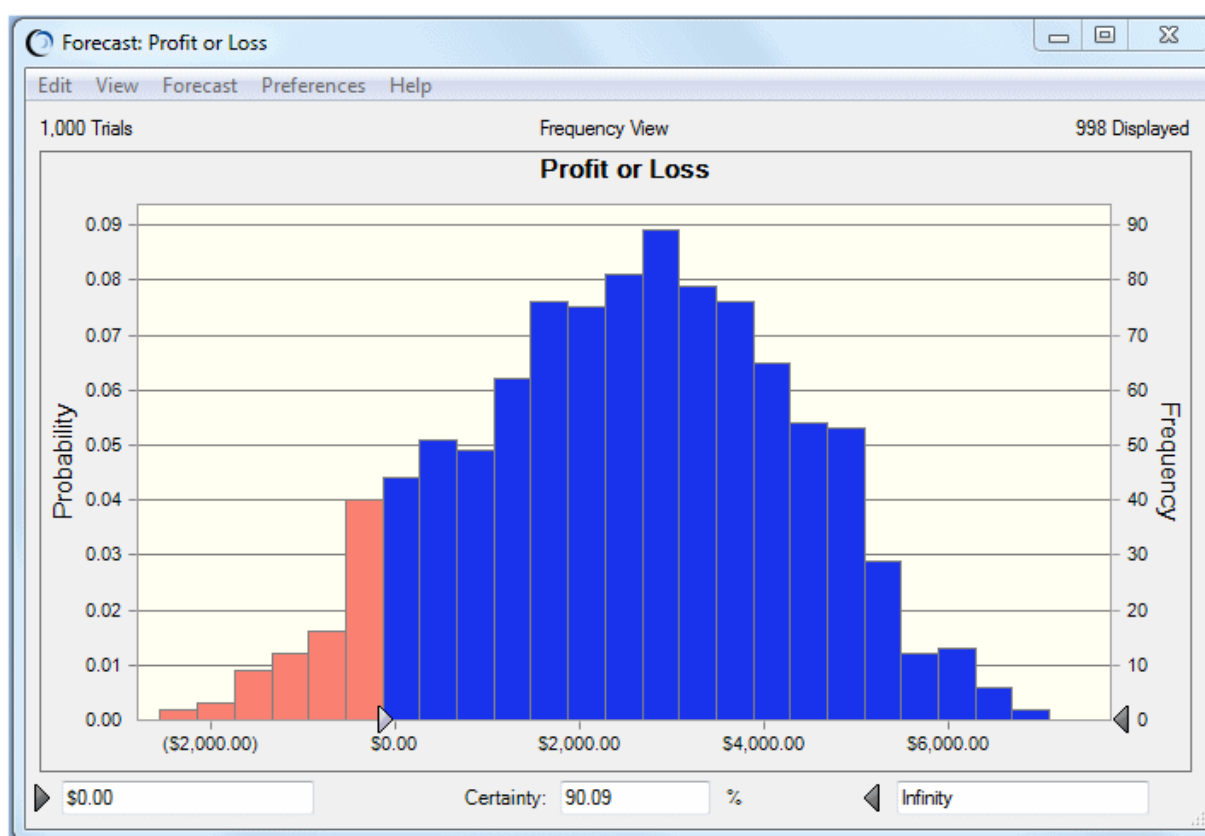 Forecast: Profit or Loss
Edit View Forecast Preferences Help
1,000 Trials Frequency View 998 Displayed
Profit or Loss
0.09 90
0.08 80
0.07 70
0.06 60
0.05 50
0.04 40
0.03 30
0.02 20
0.01 10
0.00 0
Probability
Frequency
($2,000.00) $0.00 $2,000.00 $4,000.00 $6,000.00
$0.00 Certainty: 90.09 % Infinity